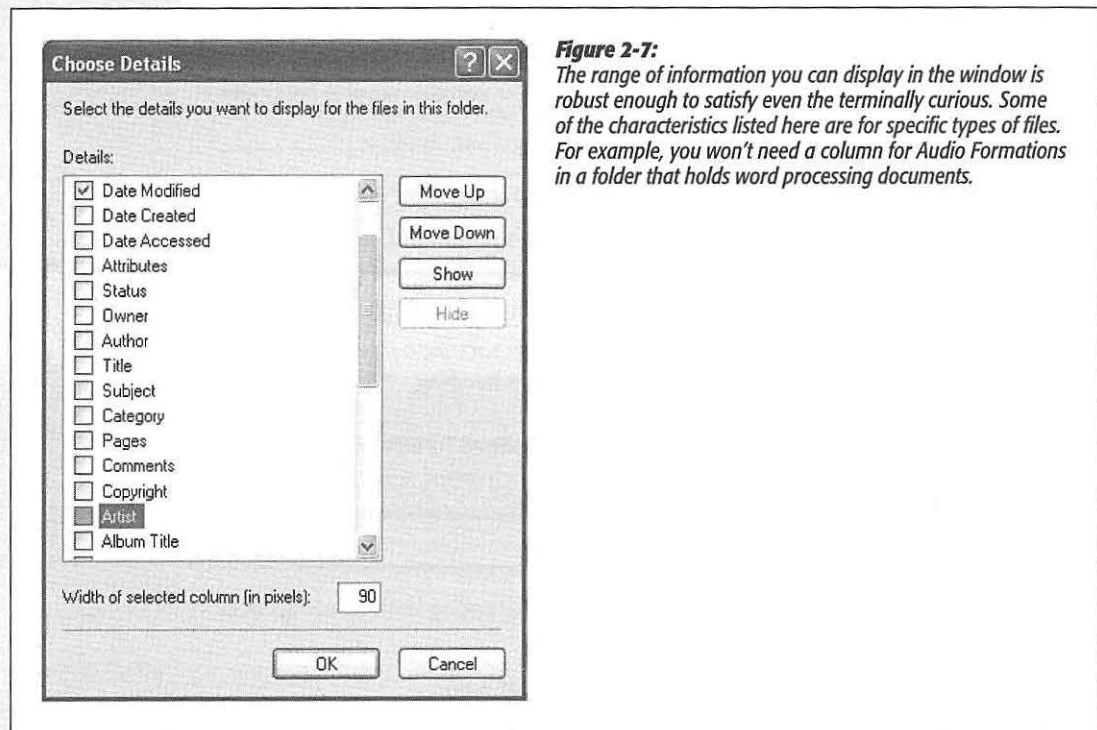 Choose Details
Select the details you want to display for the files in this folder.
Details:
Date Modified
Date Created
Date Accessed
Attributes
Status
Owner
Author
Title
Subject
Category
Pages
Comments
Copyright
Artist
Album Title
Move Up
Move Down
Show
Hide
Width of selected column (in pixels): 90
OK
Cancel
Figure 2-7:
The range of information you can display in the window is
robust enough to satisfy even the terminally curious. Some
of the characteristics listed here are for specific types of files.
For example, you won't need a column for Audio Formations
in a folder that holds word processing documents.